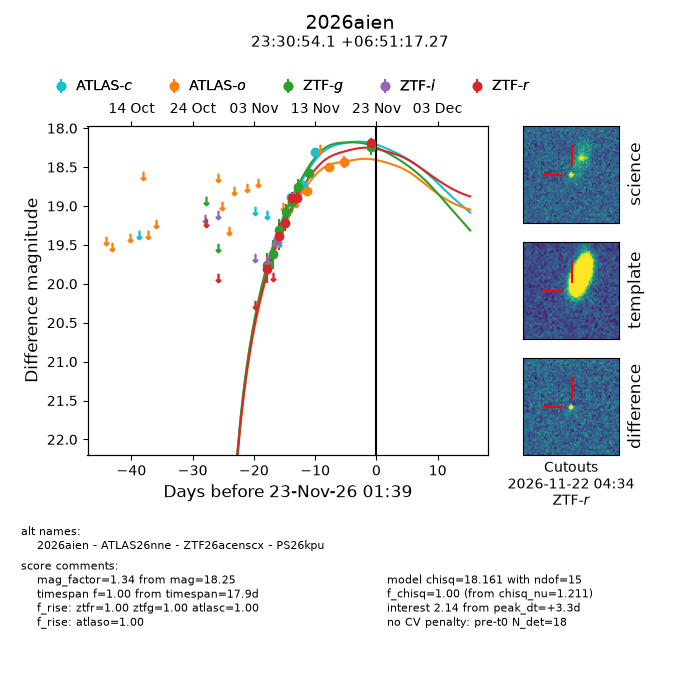 2026aien
23:30:54.1 +06:51:17.27
ATLAS-c
ATLAS-o
ZTF-g
ZTF-i
ZTF-r
14 Oct
24 Oct
03 Nov
13 Nov
23 Nov
03 Dec
18.0
18.5
19.0
19.5
20.0
20.5
21.0
21.5
22.0
Difference magnitude
−40
−30
−20
−10
0
10
Days before 23-Nov-26 01:39
science
template
difference
Cutouts
2026-11-22 04:34
ZTF-r
alt names:
2026aien - ATLAS26nne - ZTF26acenscx - PS26kpu
score comments:
mag_factor=1.34 from mag=18.25
timespan f=1.00 from timespan=17.9d
f_rise: ztfr=1.00 ztfg=1.00 atlasc=1.00
f_rise: atlaso=1.00
model chisq=18.161 with ndof=15
f_chisq=1.00 (from chisq_nu=1.211)
interest 2.14 from peak_dt=+3.3d
no CV penalty: pre-t0 N_det=18